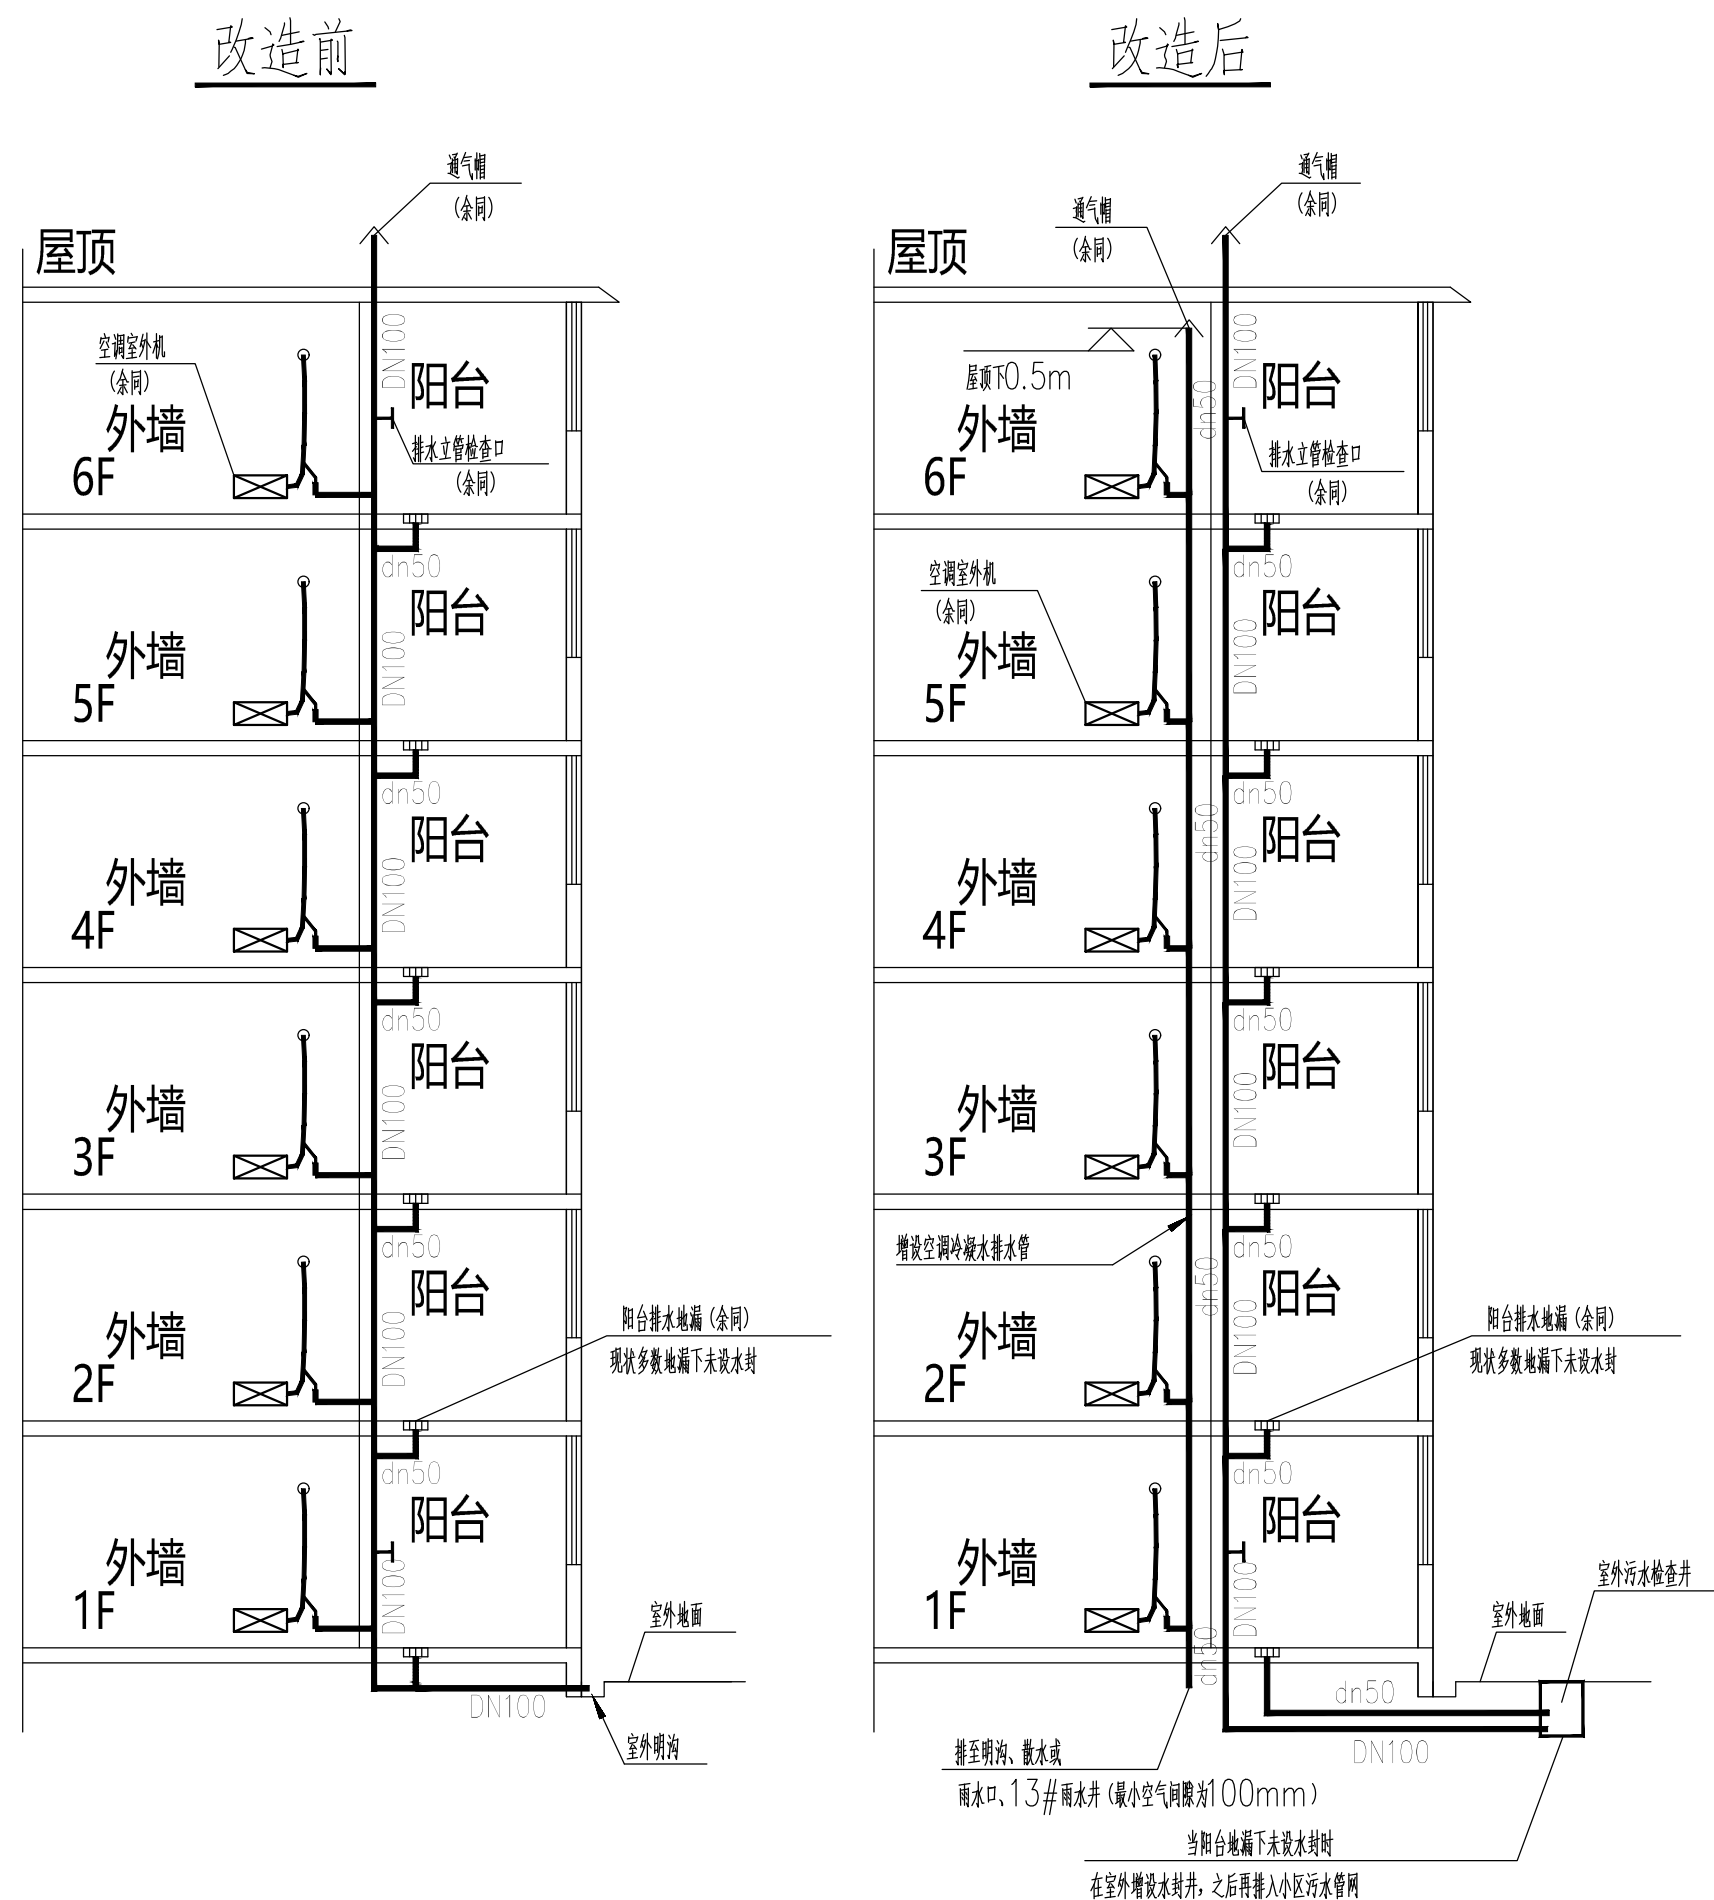 改造前
通气帽
(余同)
屋顶
空调室外机
(余同)
DN100
阳台
外墙
排水立管检查口
(余同)
6F
dn50
阳台
外墙
DN100
5F
dn50
阳台
外墙
DN100
4F
dn50
阳台
外墙
DN100
3F
dn50
阳台
外墙
DN100
阳台排水地漏(余同)
现状多数地漏下未设水封
2F
dn50
阳台
外墙
DN100
1F
室外地面
DN100
室外明沟
改造后
通气帽
(余同)
通气帽
(余同)
屋顶
屋顶下0.5m
DN100
dn50
阳台
外墙
排水立管检查口
(余同)
6F
dn50
空调室外机
(余同)
阳台
外墙
DN100
5F
dn50
dn50
阳台
外墙
DN100
4F
dn50
阳台
外墙
DN100
3F
增设空调冷凝水排水管
dn50
dn50
阳台
外墙
DN100
阳台排水地漏(余同)
现状多数地漏下未设水封
2F
dn50
阳台
外墙
DN100
1F
dn50
室外污水检查井
室外地面
dn50
DN100
排至明沟、散水或
雨水口、13#雨水井(最小空气间隙为100mm)
当阳台地漏下未设水封时
在室外增设水封井,之后再排入小区污水管网